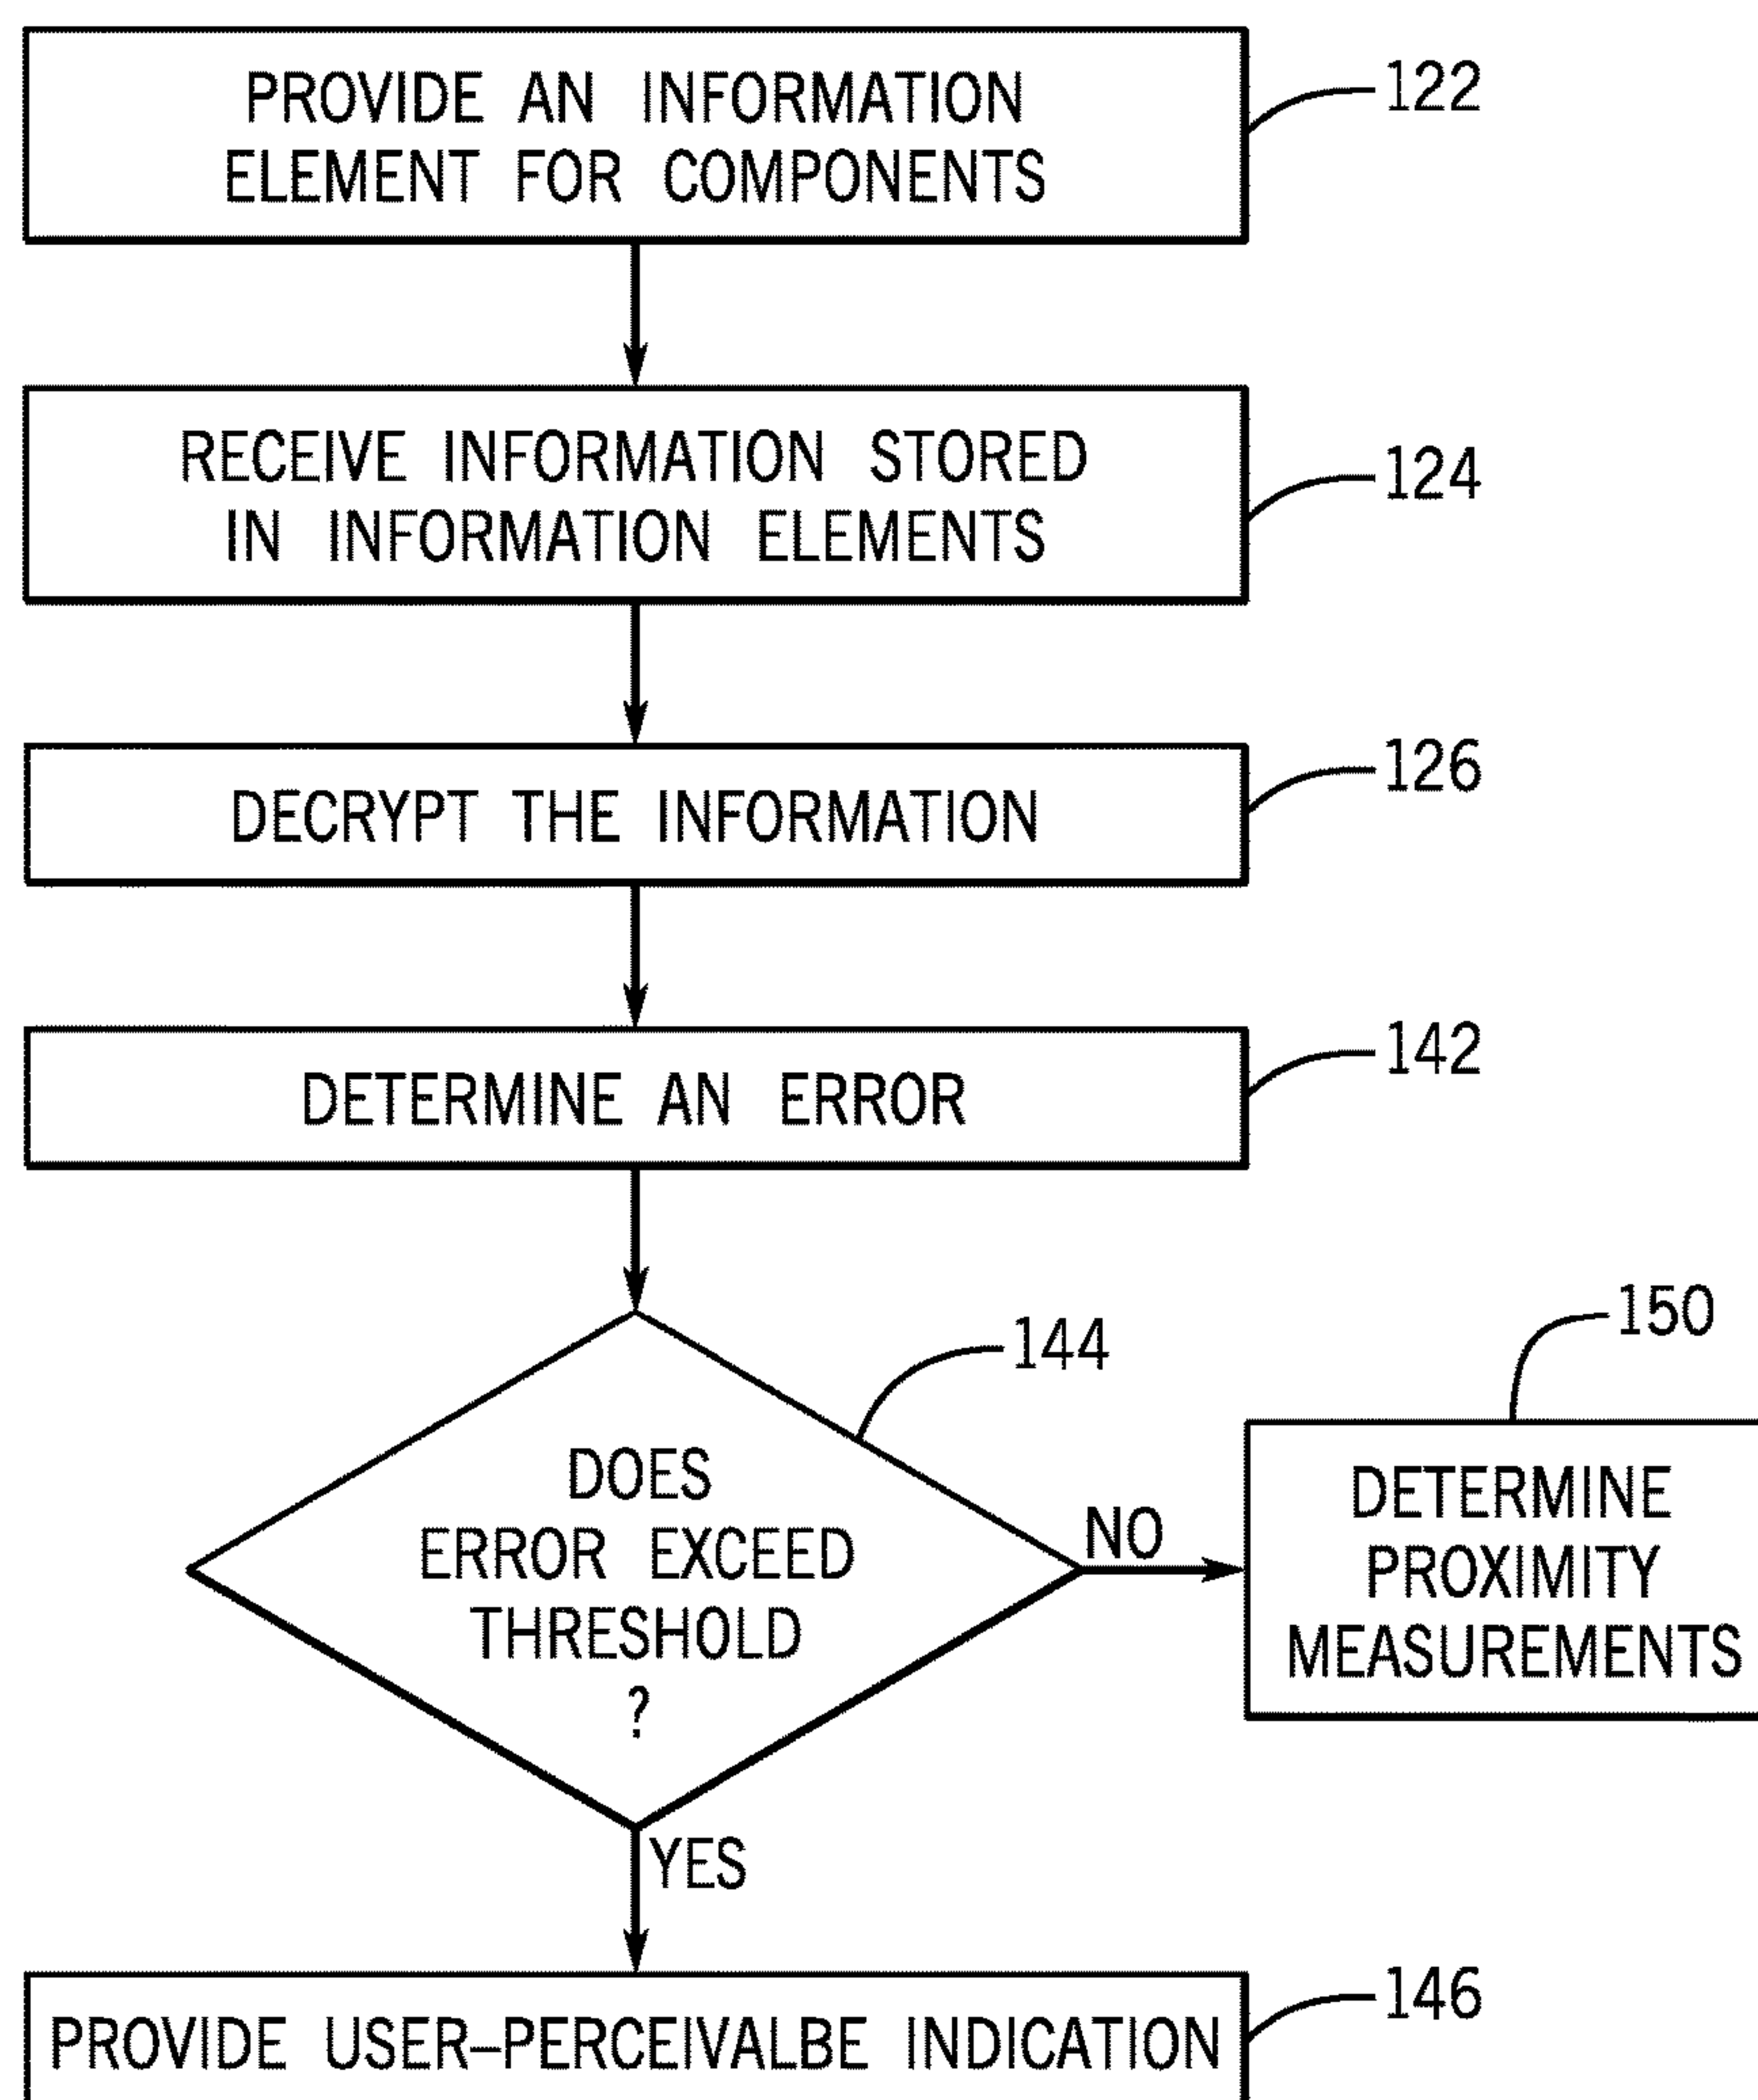 PROVIDE AN INFORMATION
ELEMENT FOR COMPONENTS
122
RECEIVE INFORMATION STORED
IN INFORMATION ELEMENTS
124
DECRYPT THE INFORMATION
126
DETERMINE AN ERROR
142
144
DOES
ERROR EXCEED
THRESHOLD
?
NO
150
DETERMINE
PROXIMITY
MEASUREMENTS
YES
PROVIDE USER-PERCEIVALBE INDICATION
146